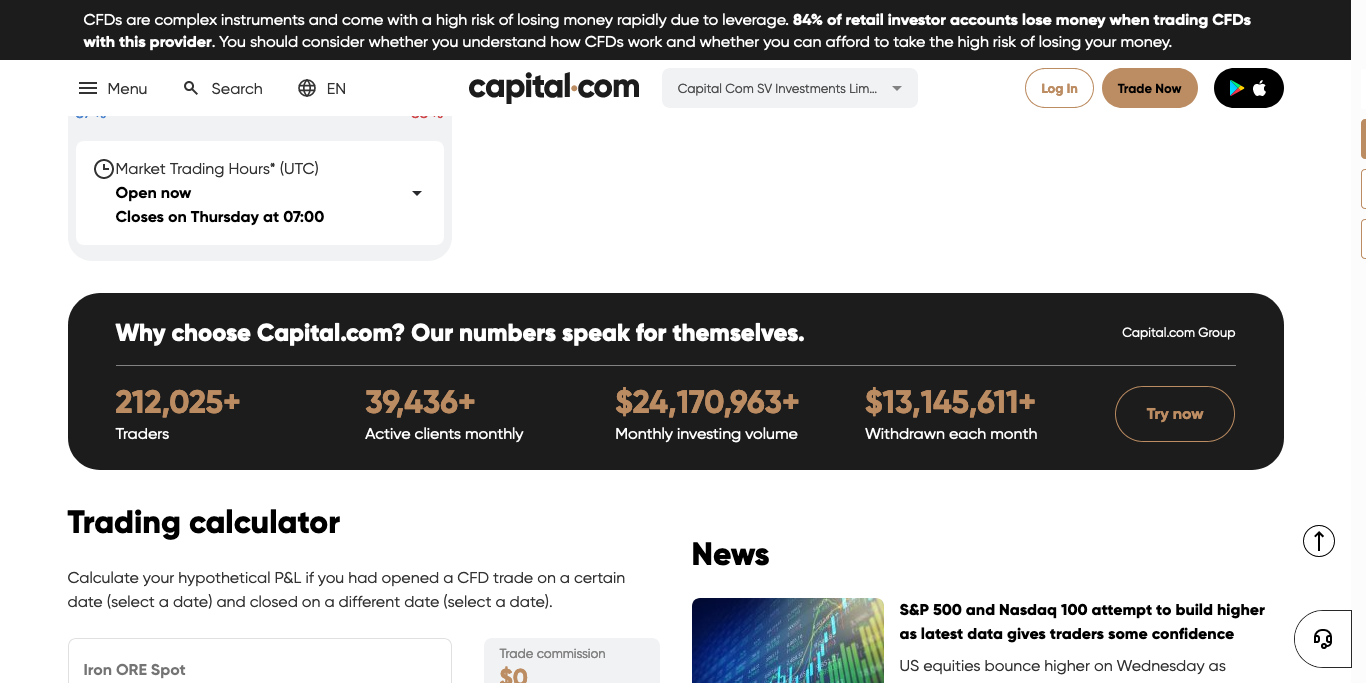 CFDs are complex instruments and come with a high risk of losing money rapidly due to leverage. 84% of retail investor accounts lose money when trading CFDs
with this provider. You should consider whether you understand how CFDs work and whether you can afford to take the high risk of losing your money.
Menu Search EN capital.com Capital Com SV Investments Lim... Log In Trade Now
Market Trading Hours* (UTC)
Open now
Closes on Thursday at 07:00
Why choose Capital.com? Our numbers speak for themselves. Capital.com Group
212,025+ 39,436+ $24,170,963+ $13,145,611+ Try now
Traders Active clients monthly Monthly investing volume Withdrawn each month
Trading calculator
Calculate your hypothetical P&L if you had opened a CFD trade on a certain
date (select a date) and closed on a different date (select a date).
Iron ORE Spot
Trade commission
$0
News
S&P 500 and Nasdaq 100 attempt to build higher
as latest data gives traders some confidence
US equities bounce higher on Wednesday as